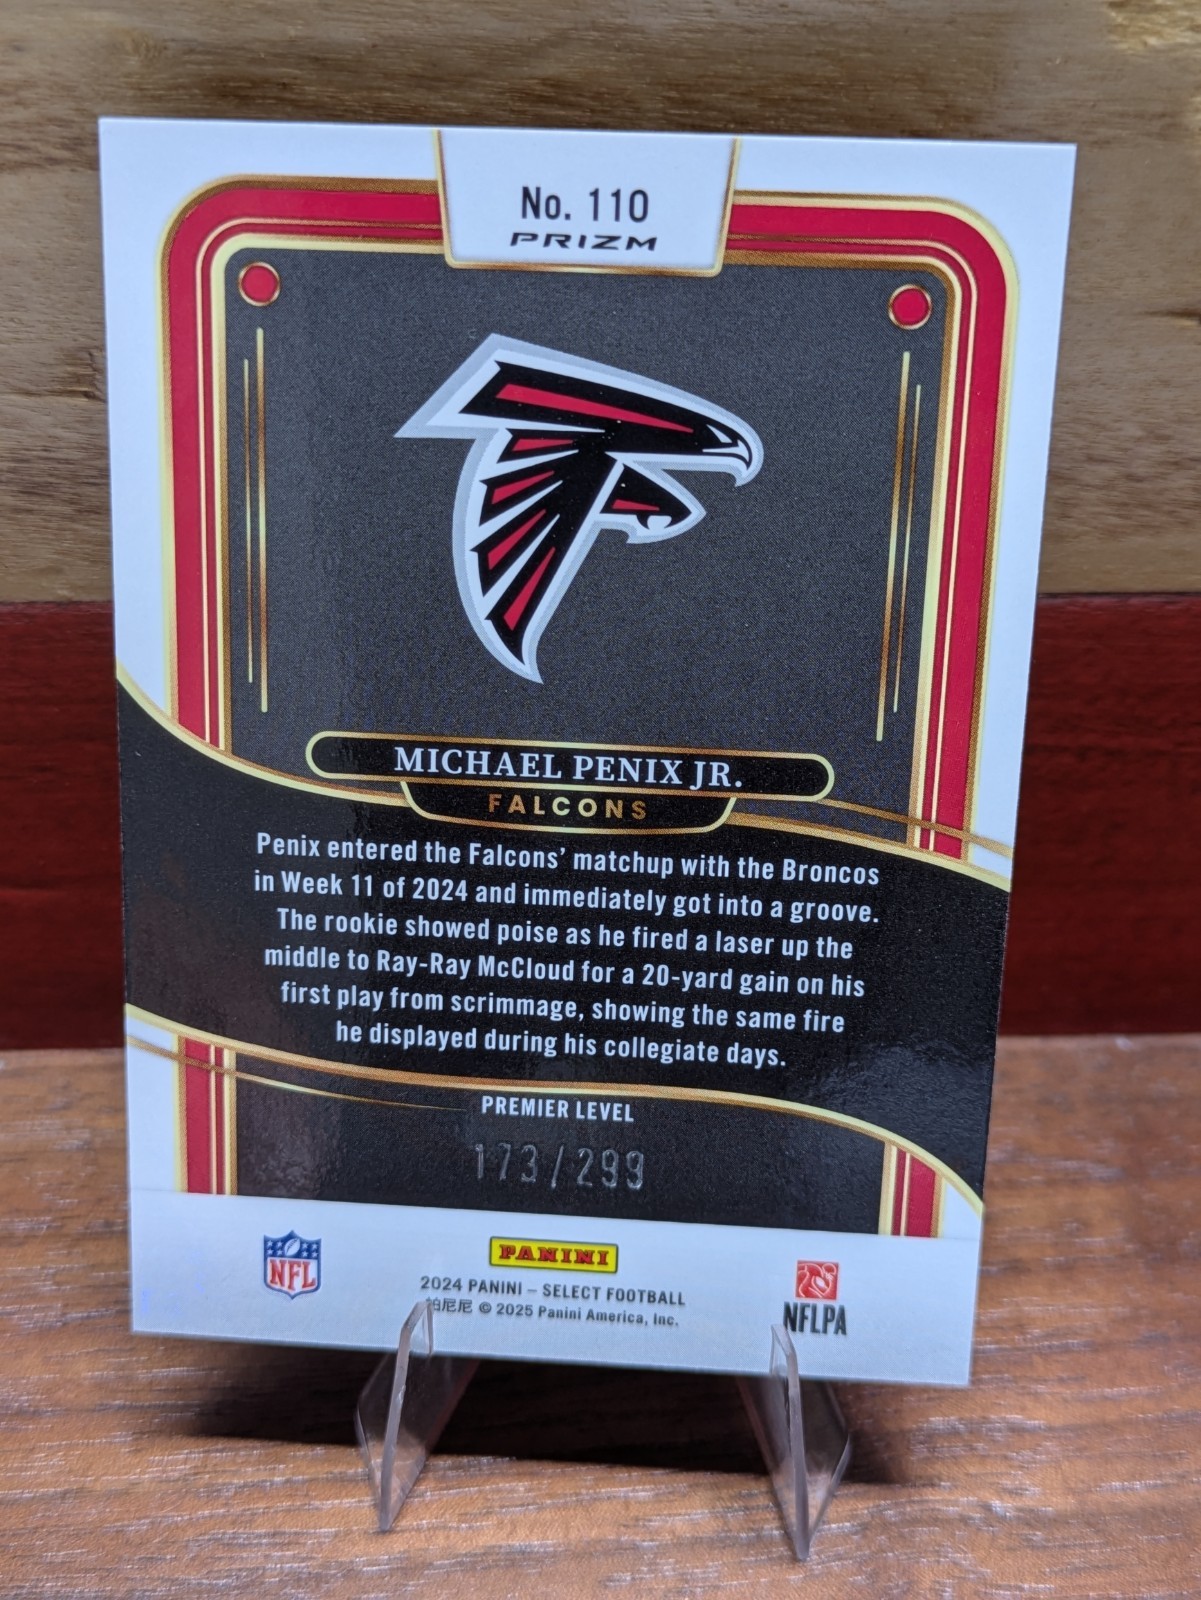 No. 110
PRIZM
MICHAEL PENIX JR.
FALCONS
Penix entered the Falcons' matchup with the Broncos
in Week 11 of 2024 and immediately got into a groove.
The rookie showed poise as he fired a laser up the
middle to Ray-Ray McCloud for a 20-yard gain on his
first play from scrimmage, showing the same fire
he displayed during his collegiate days.
PREMIER LEVEL
173/299
NFL
PANINI
2024 PANINI – SELECT FOOTBALL
帕尼尼 © 2025 Panini America, Inc.
NFLPA